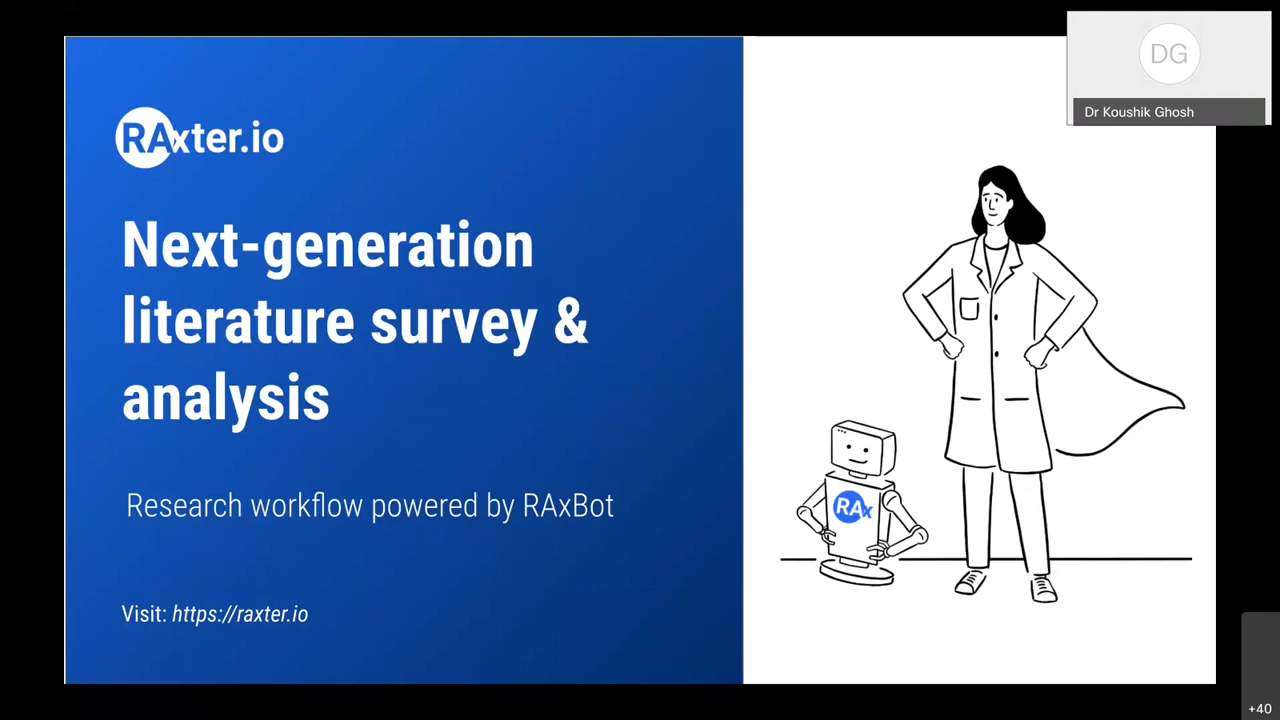 RAxter.io
Next-generation
literature survey &
analysis
Research workflow powered by RAxBot
Visit: https://raxter.io
RAx
DG
Dr Koushik Ghosh
+40